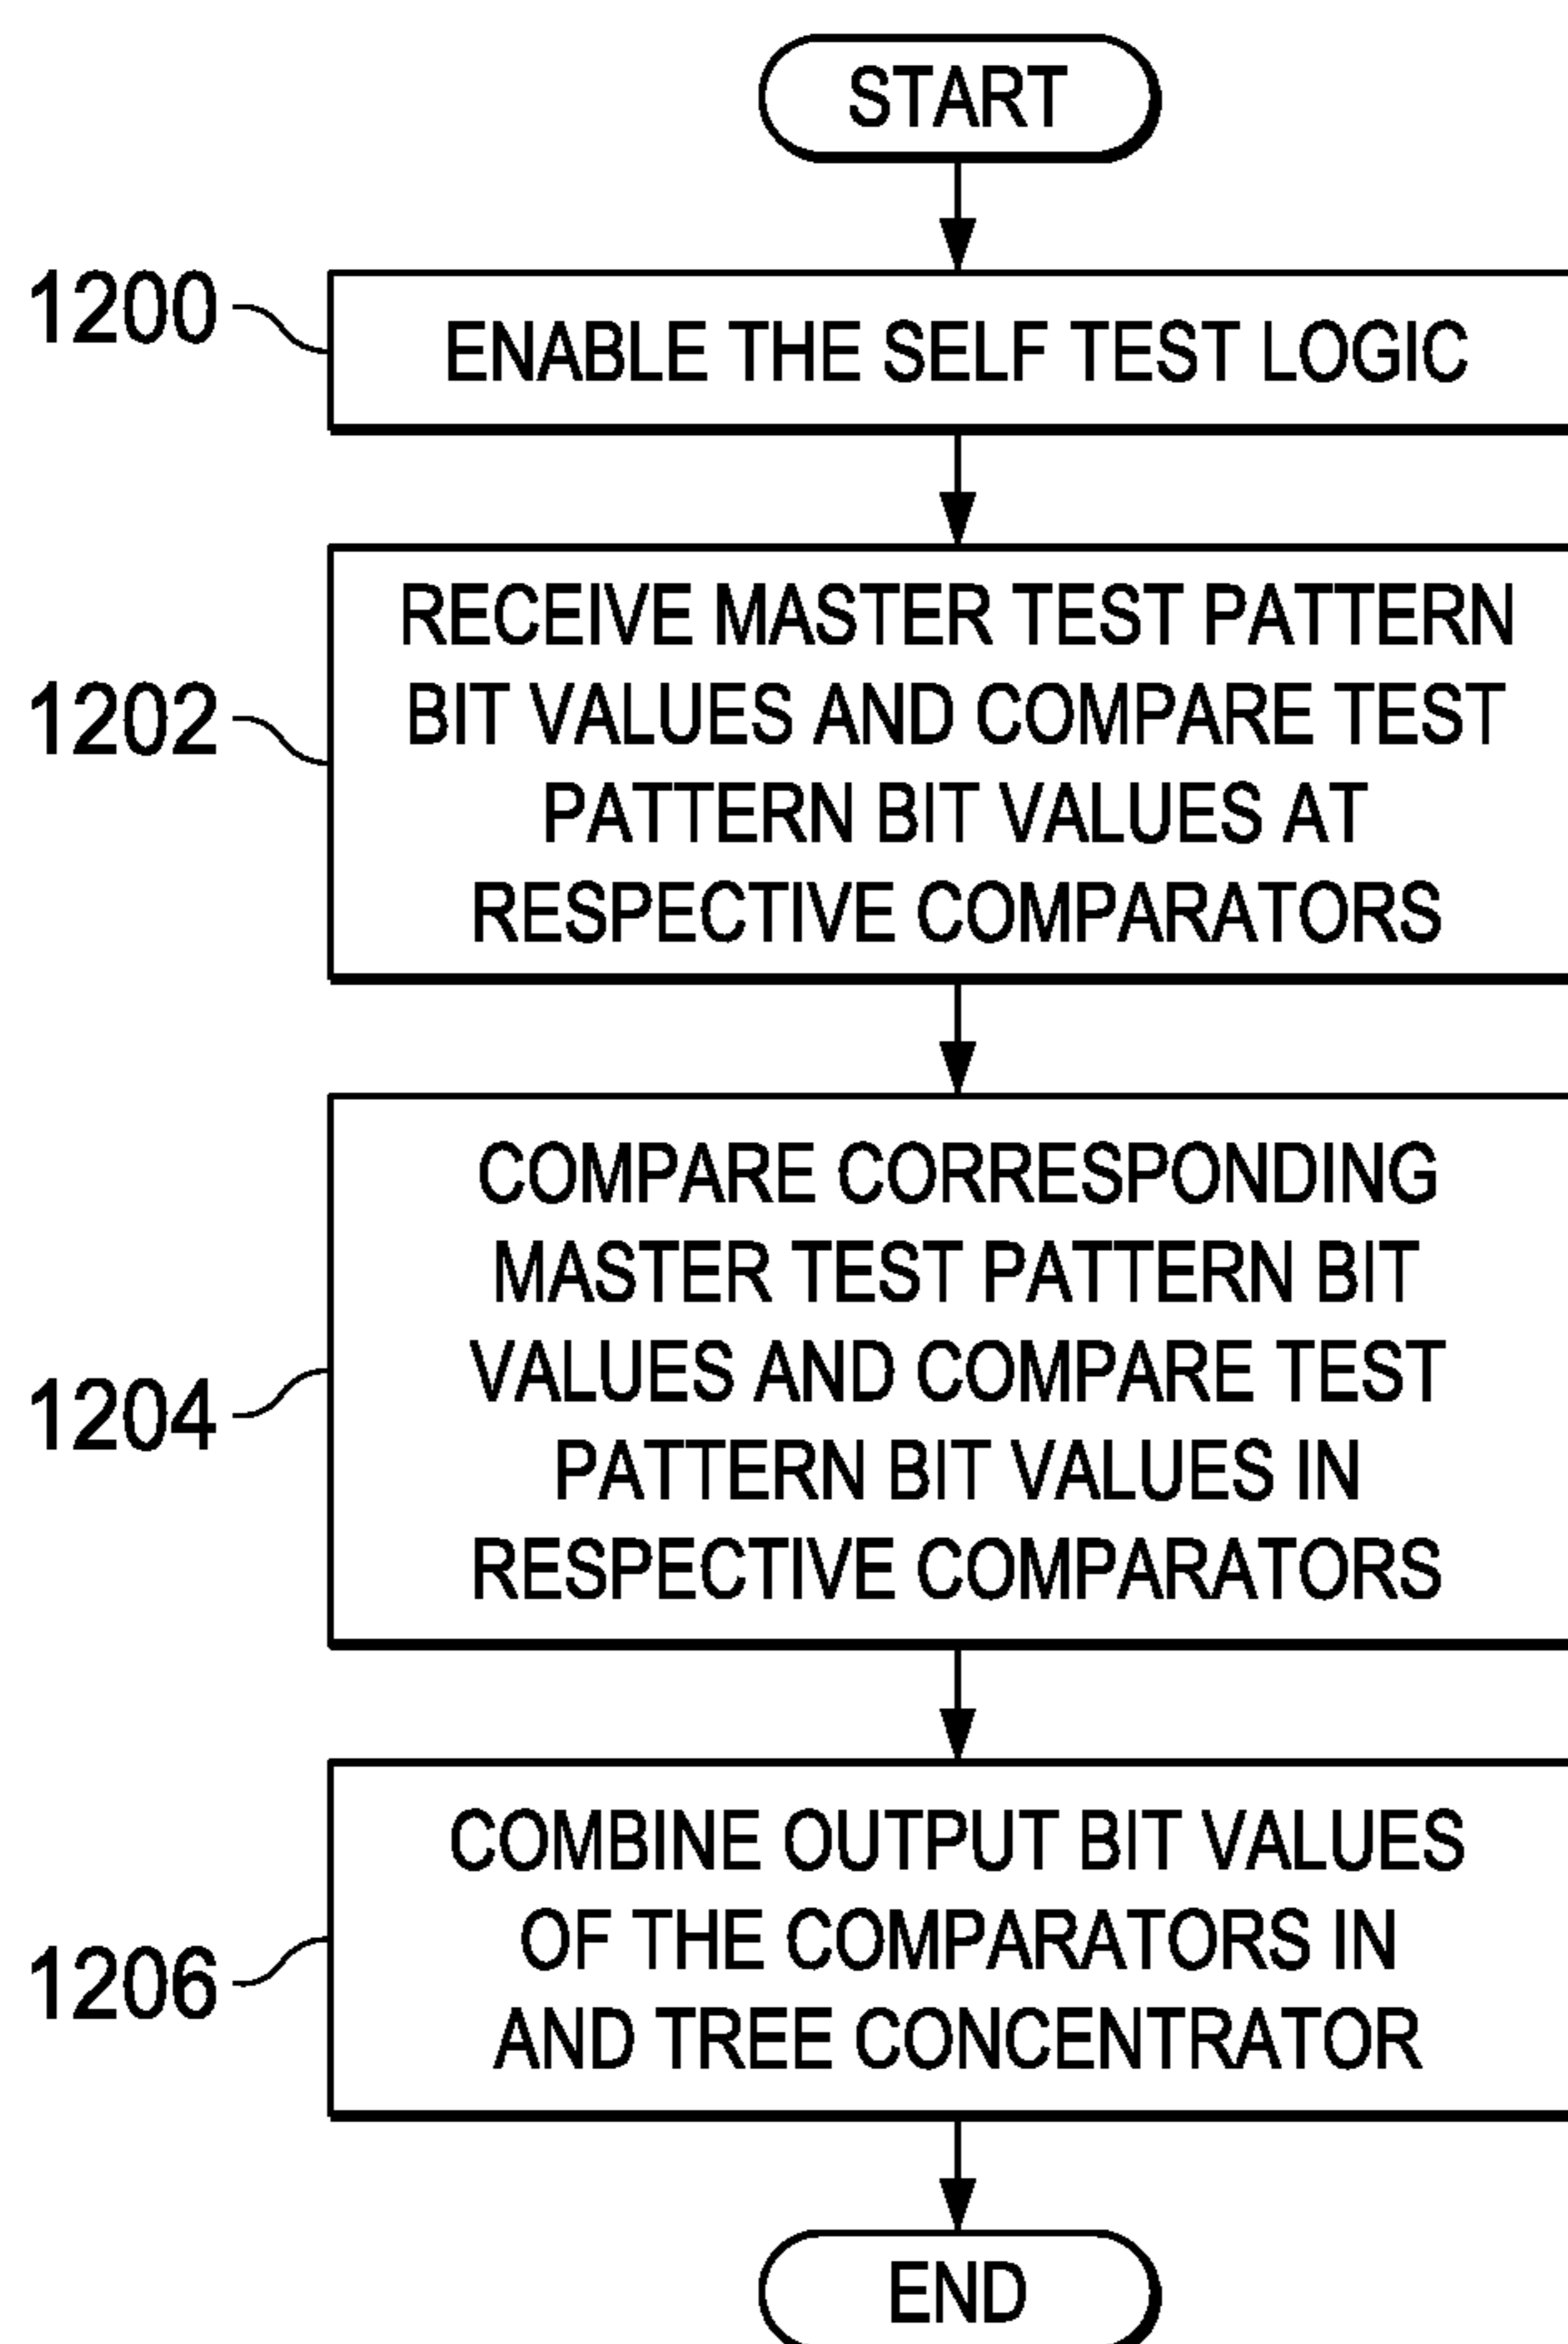 START
1200
ENABLE THE SELF TEST LOGIC
1202
RECEIVE MASTER TEST PATTERN
BIT VALUES AND COMPARE TEST
PATTERN BIT VALUES AT
RESPECTIVE COMPARATORS
1204
COMPARE CORRESPONDING
MASTER TEST PATTERN BIT
VALUES AND COMPARE TEST
PATTERN BIT VALUES IN
RESPECTIVE COMPARATORS
1206
COMBINE OUTPUT BIT VALUES
OF THE COMPARATORS IN
AND TREE CONCENTRATOR
END